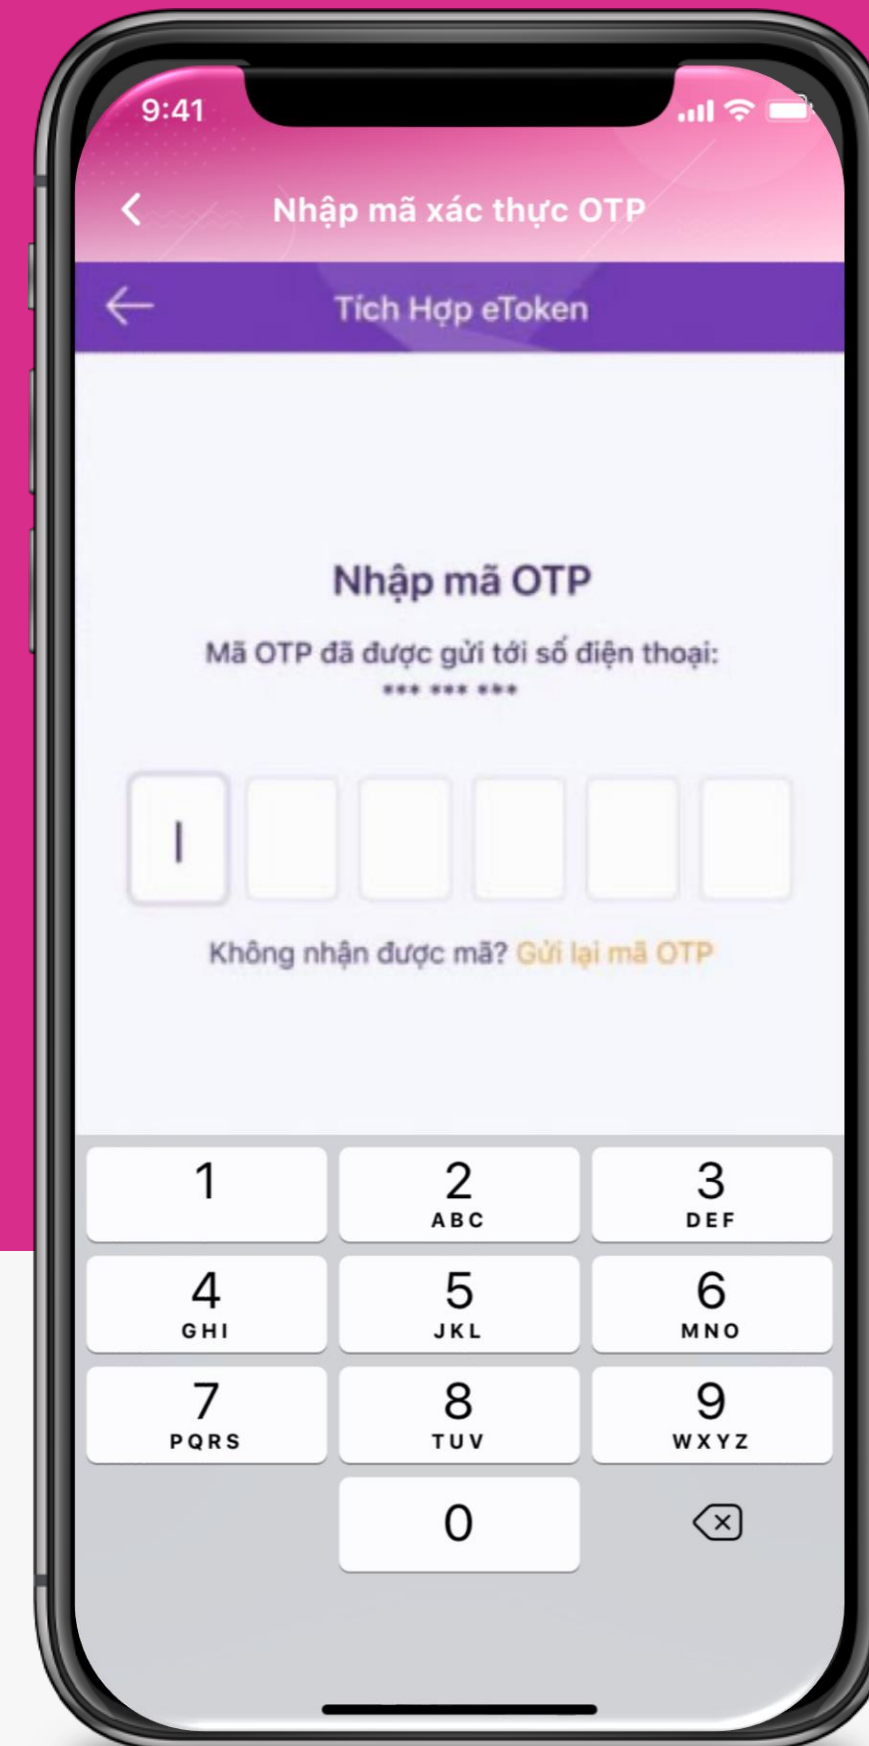 9:41
Nhập mã xác thực OTP
Tích Hợp eToken
Nhập mã OTP
Mã OTP đã được gửi tới số điện thoại:
*** *** ***
Không nhận được mã? Gửi lại mã OTP
1
2
ABC
3
DEF
4
GHI
5
JKL
6
MNO
7
PQRS
8
TUV
9
WXYZ
0